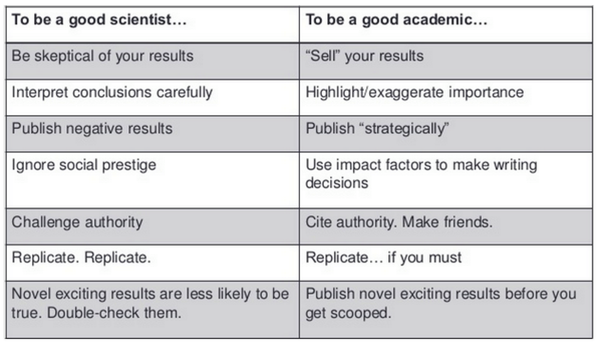 To be a good scientist…
To be a good academic…
Be skeptical of your results
“Sell” your results
Interpret conclusions carefully
Highlight/exaggerate importance
Publish negative results
Publish “strategically”
Ignore social prestige
Use impact factors to make writing
decisions
Challenge authority
Cite authority. Make friends.
Replicate. Replicate.
Replicate… if you must
Novel exciting results are less likely to be
true. Double-check them.
Publish novel exciting results before you
get scooped.